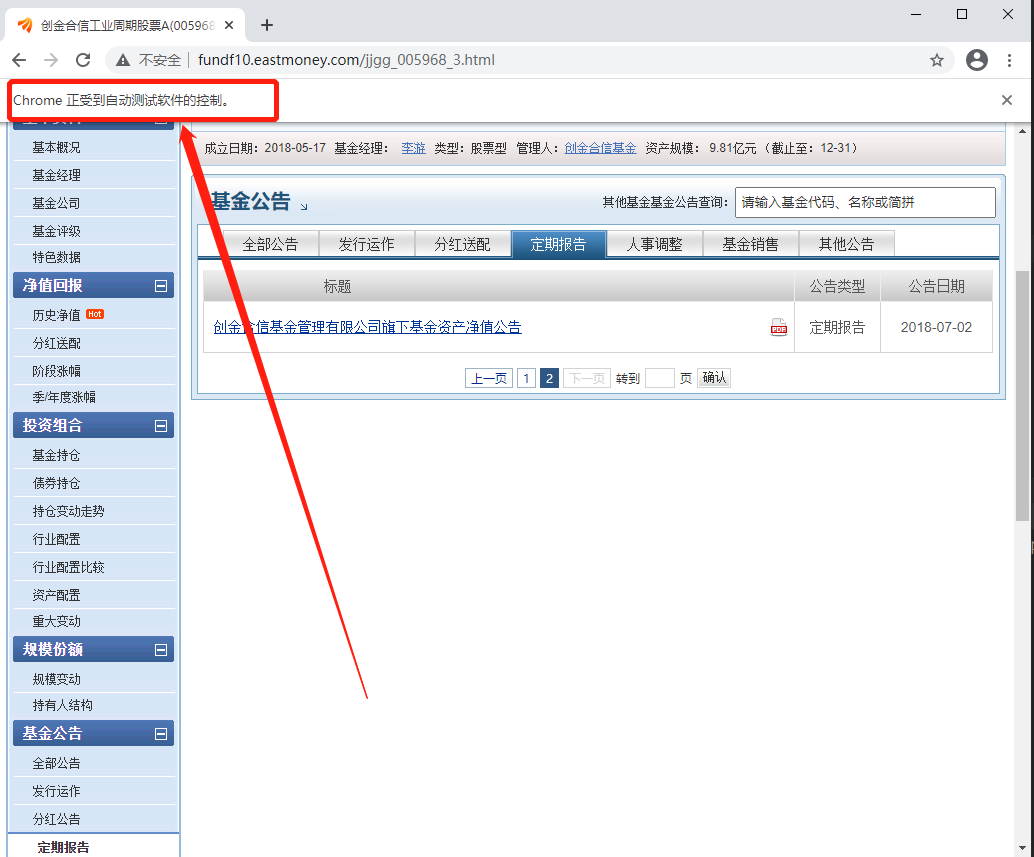 创金合信工业周期股票A(005968
不安全 fundf10.eastmoney.com/jjgg_005968_3.html
Chrome 正受到自动测试软件的控制。
基本概况
基金经理
基金公司
基金评级
特色数据
净值回报
历史净值 Hot
分红送配
阶段涨幅
季/年度涨幅
投资组合
基金持仓
债券持仓
持仓变动走势
行业配置
行业配置比较
资产配置
重大变动
规模份额
规模变动
持有人结构
基金公告
全部公告
发行运作
分红公告
定期报告
成立日期：2018-05-17 基金经理： 李游 类型：股票型 管理人：创金合信基金 资产规模： 9.81亿元 （截止至：12-31）
基金公告
其他基金基金公告查询： 请输入基金代码、名称或简拼
全部公告 发行运作 分红送配 定期报告 人事调整 基金销售 其他公告
标题 公告类型 公告日期
创金合信基金管理有限公司旗下基金资产净值公告 PDF 定期报告 2018-07-02
上一页 1 2 下一页 转到 页 确认